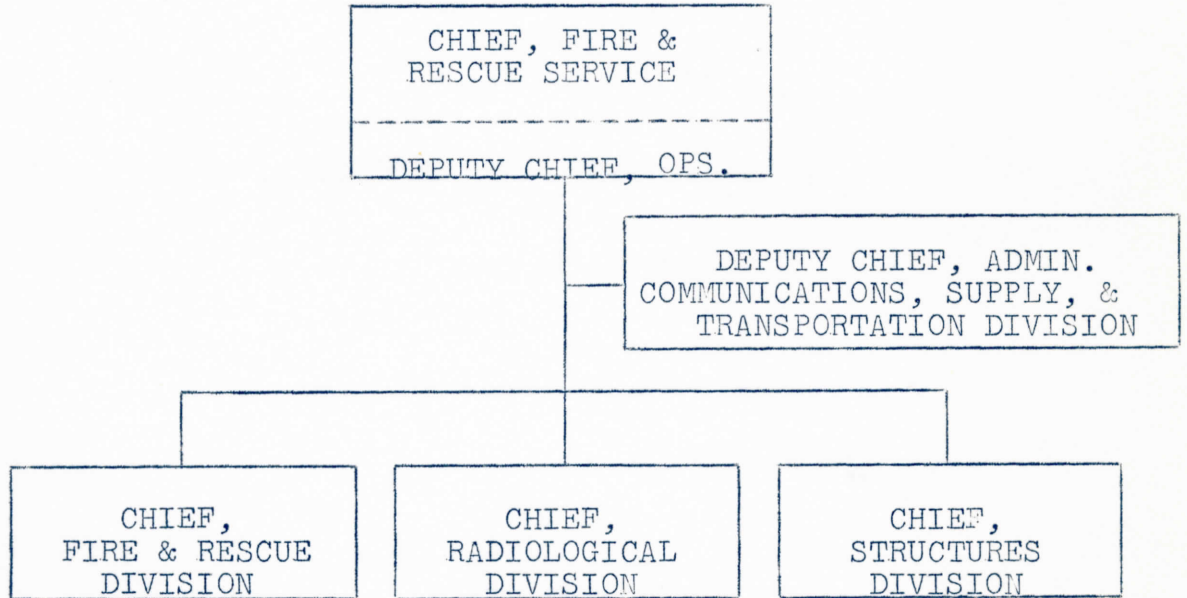 CHIEF, FIRE &
RESCUE SERVICE
DEPUTY CHIEF, OPS.
DEPUTY CHIEF, ADMIN.
COMMUNICATIONS, SUPPLY, &
TRANSPORTATION DIVISION
CHIEF,
FIRE & RESCUE
DIVISION
CHIEF,
RADIOLOGICAL
DIVISION
CHIEF,
STRUCTURES
DIVISION